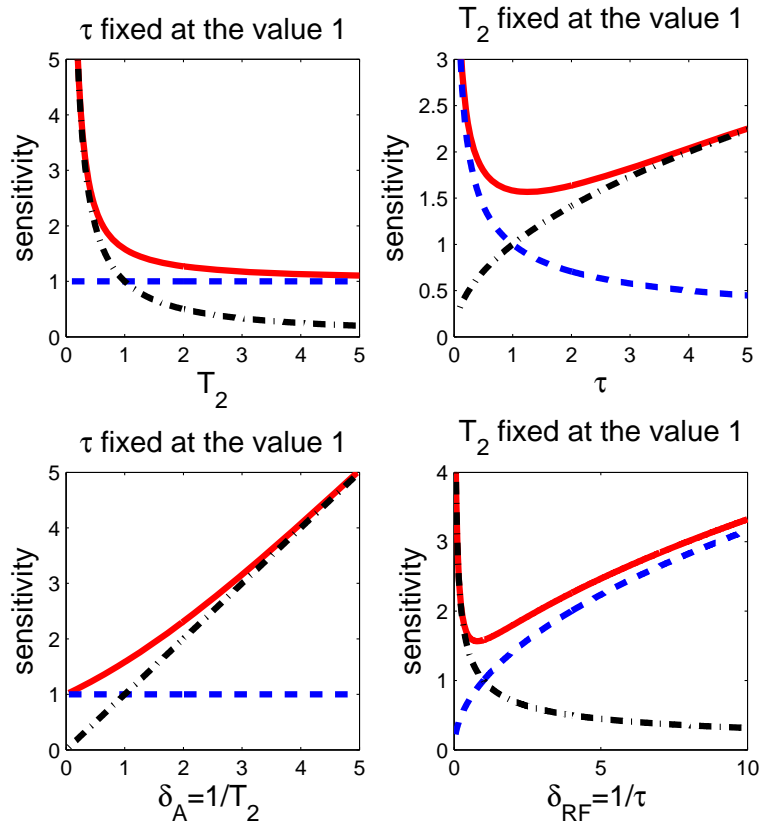 τ fixed at the value 1
5
4
3
2
1
0
0 1 2 3 4 5
sensitivity
T₂
T₂ fixed at the value 1
3
2.5
2
1.5
1
0.5
0
0 1 2 3 4 5
sensitivity
τ
τ fixed at the value 1
5
4
3
2
1
0
0 1 2 3 4 5
sensitivity
δ_A=1/T₂
T₂ fixed at the value 1
4
3
2
1
0
0 5 10
sensitivity
δ_RF=1/τ